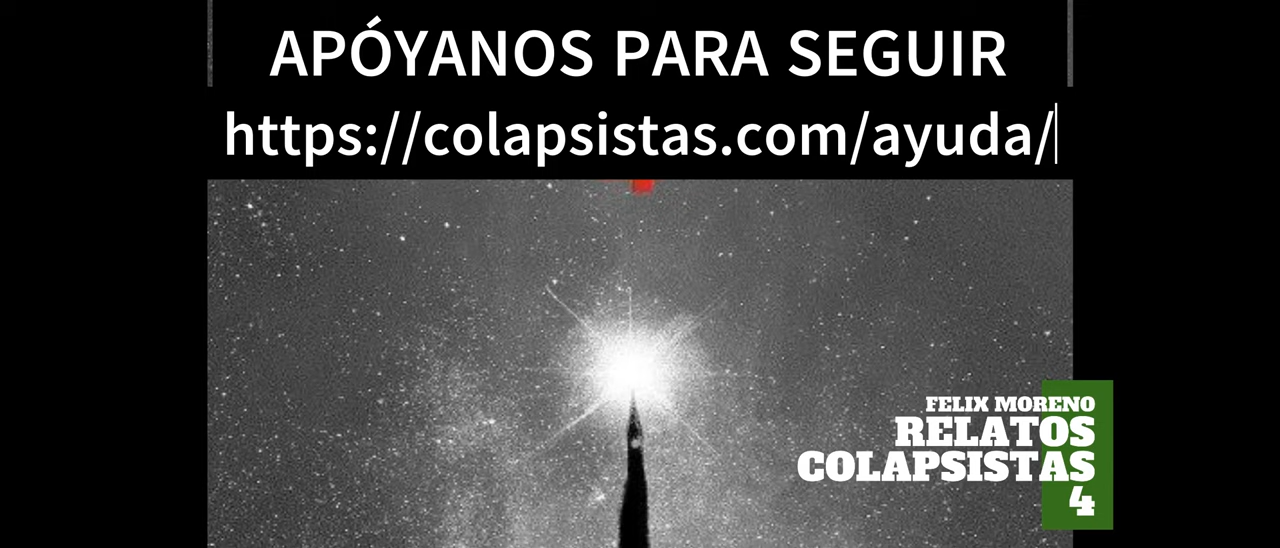 APÓYANOS PARA SEGUIR
https://colapsistas.com/ayuda/
FELIX MORENO
RELATOS
COLAPSISTAS
4